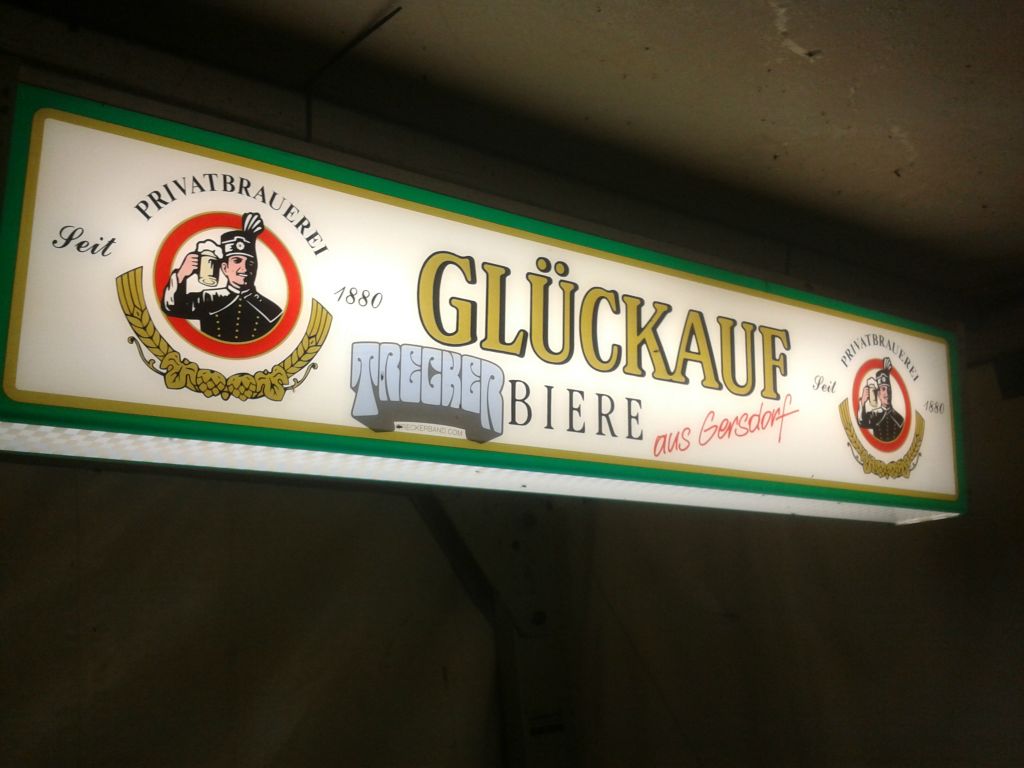 PRIVATBRAUEREI
Seit 1880
GLÜCKAUF
TRECKER BIERE
aus Gersdorf
PRIVATBRAUEREI
Seit 1880